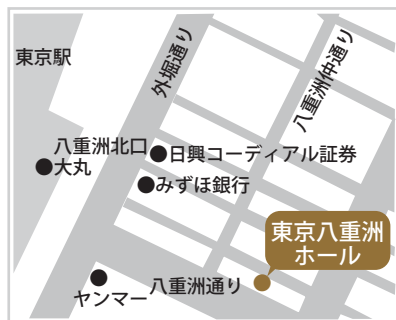 東京駅
外堀通り
八重洲仲通り
八重洲北口
大丸
日興コーディアル証券
みずほ銀行
東京八重洲
ホール
八重洲通り
ヤンマー